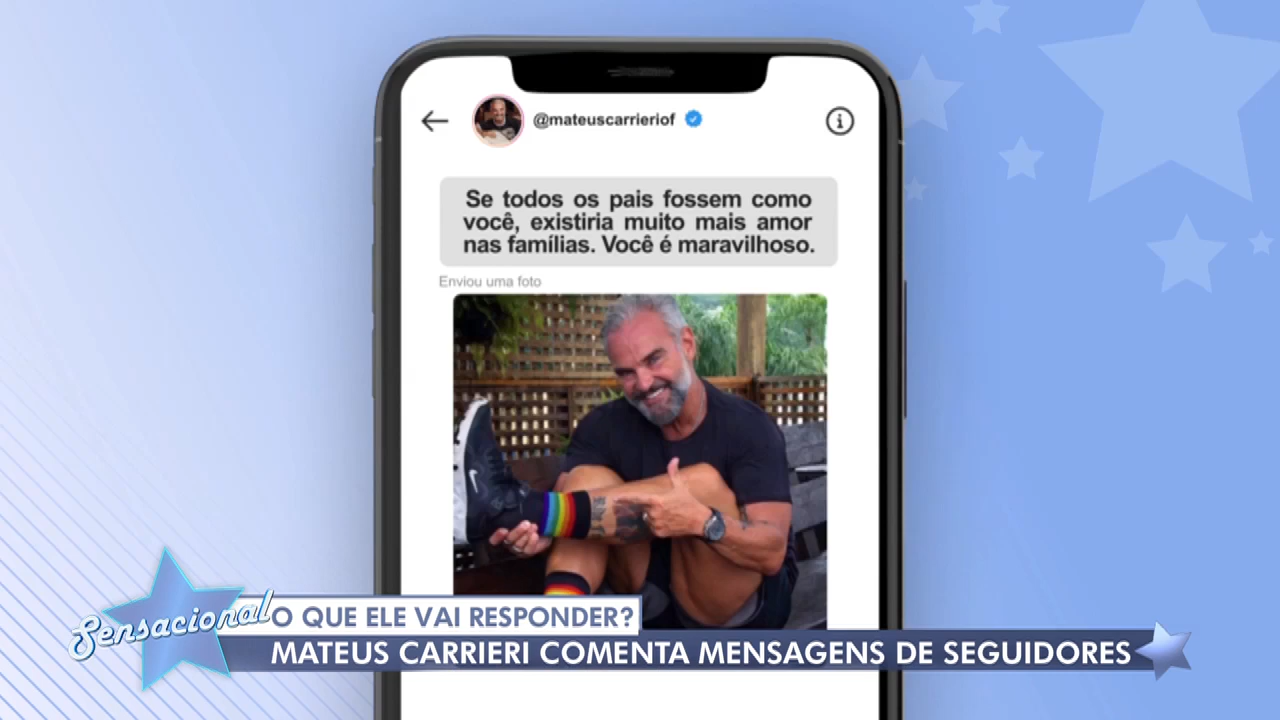 @mateuscarrieriof
Se todos os pais fossem como
você, existiria muito mais amor
nas famílias. Você é maravilhoso.
Enviou uma foto
Sensacional
O QUE ELE VAI RESPONDER?
MATEUS CARRIERI COMENTA MENSAGENS DE SEGUIDORES